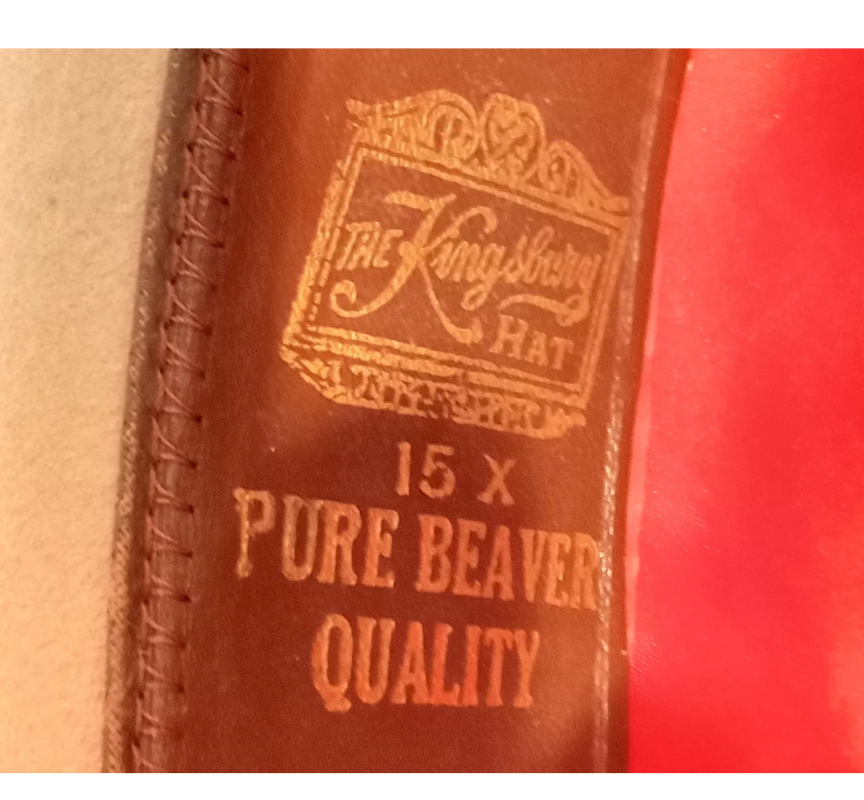 THE Kingsbury
HAT
15 X
PURE BEAVER
QUALITY